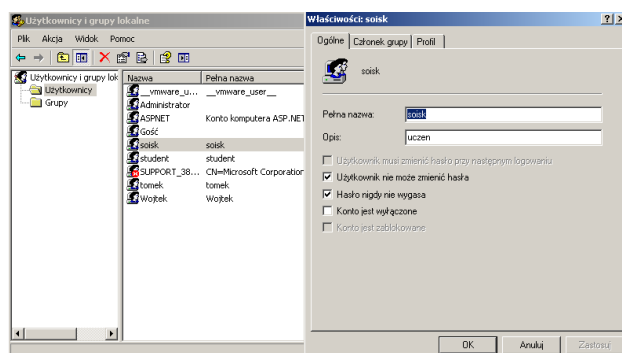 Użytkownicy i grupy lokalne
Plik Akcja Widok Pomoc
Użytkownicy i grupy lok
Użytkownicy
Grupy
Nazwa Pełna nazwa
__vmware_u... __vmware_user__
Administrator
ASPNET Konto komputera ASP.NET
Gość
soisk soisk
student student
SUPPORT_38... CN=Microsoft Corporation
tomek tomek
Wojtek Wojtek
Właściwości: soisk
Ogólne Członek grupy Profil
soisk
Pełna nazwa: soisk
Opis: uczen
Użytkownik musi zmienić hasło przy następnym logowaniu
Użytkownik nie może zmienić hasła
Hasło nigdy nie wygasa
Konto jest wyłączone
Konto jest zablokowane
OK Anuluj Zastosuj